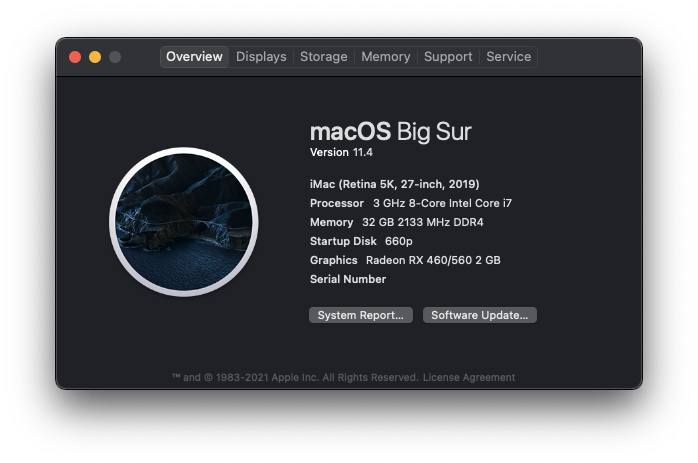 Overview Displays Storage Memory Support Service
macOS Big Sur
Version 11.4
iMac (Retina 5K, 27-inch, 2019)
Processor 3 GHz 8-Core Intel Core i7
Memory 32 GB 2133 MHz DDR4
Startup Disk 660p
Graphics Radeon RX 460/560 2 GB
Serial Number
System Report...
Software Update...
™ and © 1983-2021 Apple Inc. All Rights Reserved. License Agreement